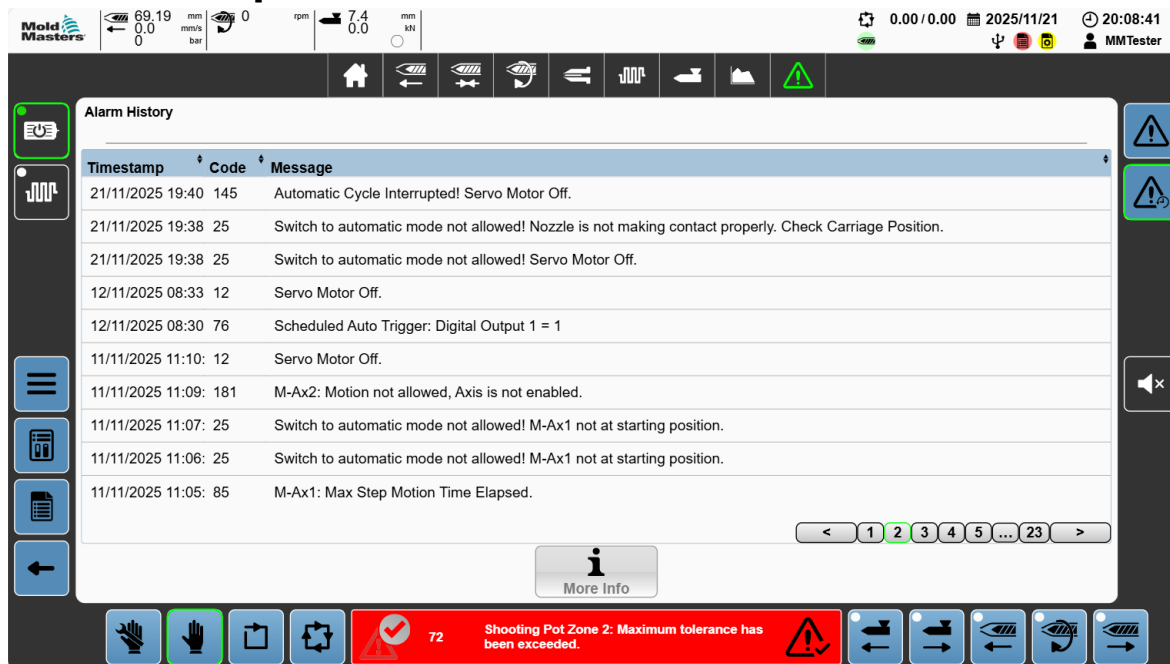 Mold
Masters
69.19 mm
0.0 mm/s
0 bar
0 rpm
7.4 mm
0.0 kN
0.00 / 0.00
2025/11/21
20:08:41
MMTester
Alarm History
Timestamp Code Message
21/11/2025 19:40 145 Automatic Cycle Interrupted! Servo Motor Off.
21/11/2025 19:38 25 Switch to automatic mode not allowed! Nozzle is not making contact properly. Check Carriage Position.
21/11/2025 19:38 25 Switch to automatic mode not allowed! Servo Motor Off.
12/11/2025 08:33 12 Servo Motor Off.
12/11/2025 08:30 76 Scheduled Auto Trigger: Digital Output 1 = 1
11/11/2025 11:10: 12 Servo Motor Off.
11/11/2025 11:09: 181 M-Ax2: Motion not allowed, Axis is not enabled.
11/11/2025 11:07: 25 Switch to automatic mode not allowed! M-Ax1 not at starting position.
11/11/2025 11:06: 25 Switch to automatic mode not allowed! M-Ax1 not at starting position.
11/11/2025 11:05: 85 M-Ax1: Max Step Motion Time Elapsed.
< 1 2 3 4 5 ... 23 >
More Info
72 Shooting Pot Zone 2: Maximum tolerance has
been exceeded.